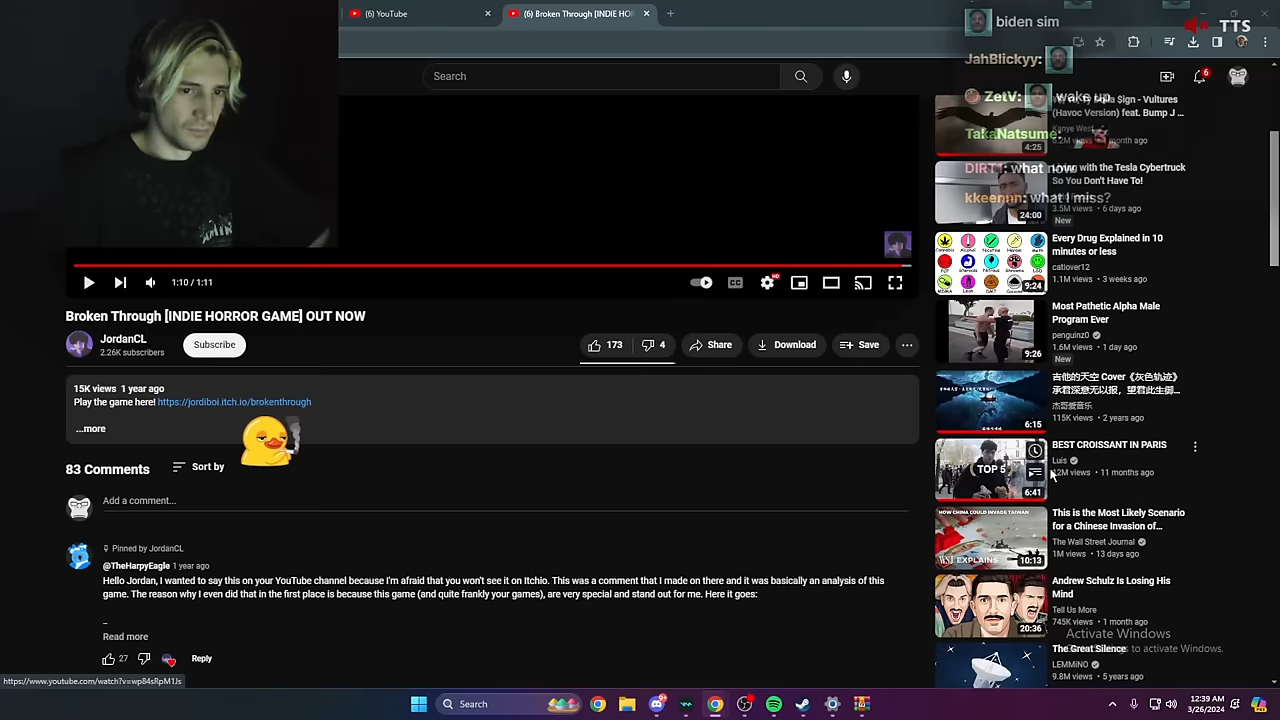 (6) YouTube
(6) Broken Through [INDIE HOR
TTS
biden sim
JahBlickyy:
ZetV: wake up
TakaNatsume:
DIRT1: what now
kkeennn: what I miss?
Search
$ign - Vultures
(Havoc Version) feat. Bump J ...
Kanye West
6.2M month ago
4:25
Living with the Tesla Cybertruck
So You Don't Have To!
3.5M views • 6 days ago
New
24:00
Every Drug Explained in 10
minutes or less
catlover12
1.1M views • 3 weeks ago
9:24
Most Pathetic Alpha Male
Program Ever
penguinz0
1.6M views • 1 day ago
New
9:26
吉他的天空 Cover《灰色轨迹》
承君深意无以报，望君此生御...
杰哥爱音乐
115K views • 2 years ago
6:15
BEST CROISSANT IN PARIS
Luis
2M views • 11 months ago
TOP 5
6:41
This is the Most Likely Scenario
for a Chinese Invasion of...
The Wall Street Journal
1M views • 13 days ago
HOW CHINA COULD INVADE TAIWAN
WSJ EXPLAINS
10:13
Andrew Schulz Is Losing His
Mind
Tell Us More
745K views • 1 month ago
20:36
The Great Silence
LEMMiNO
9.8M views • 5 years ago
Activate Windows
to activate Windows.
1:10 / 1:11
HD
Broken Through [INDIE HORROR GAME] OUT NOW
JordanCL
2.26K subscribers
Subscribe
173
4
Share
Download
Save
15K views 1 year ago
Play the game here! https://jordiboi.itch.io/brokenthrough
...more
83 Comments
Sort by
Add a comment...
Pinned by JordanCL
@TheHarpyEagle 1 year ago
Hello Jordan, I wanted to say this on your YouTube channel because I'm afraid that you won't see it on Itchio. This was a comment that I made on there and it was basically an analysis of this
game. The reason why I even did that in the first place is because this game (and quite frankly your games), are very special and stand out for me. Here it goes:
_
Read more
27
Reply
https://www.youtube.com/watch?v=wp84sRpM1Js
Search
12:39 AM
3/26/2024